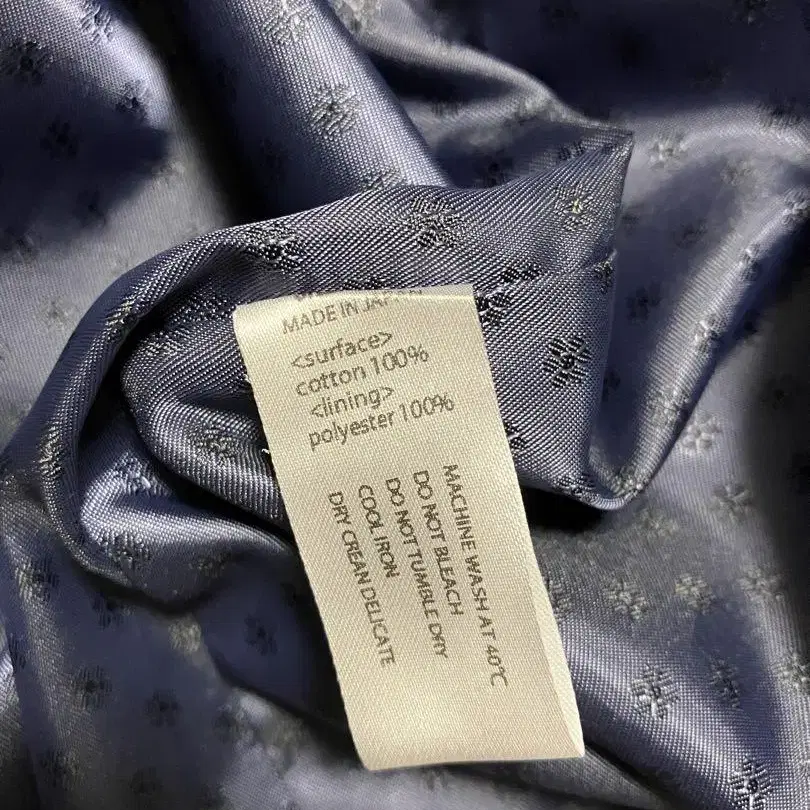 MADE IN JAPAN
<surface>
cotton 100%
<lining>
polyester 100%
MACHINE WASH AT 40°C
DO NOT BLEACH
DO NOT TUMBLE DRY
COOL IRON
DRY CREAN DELICATE